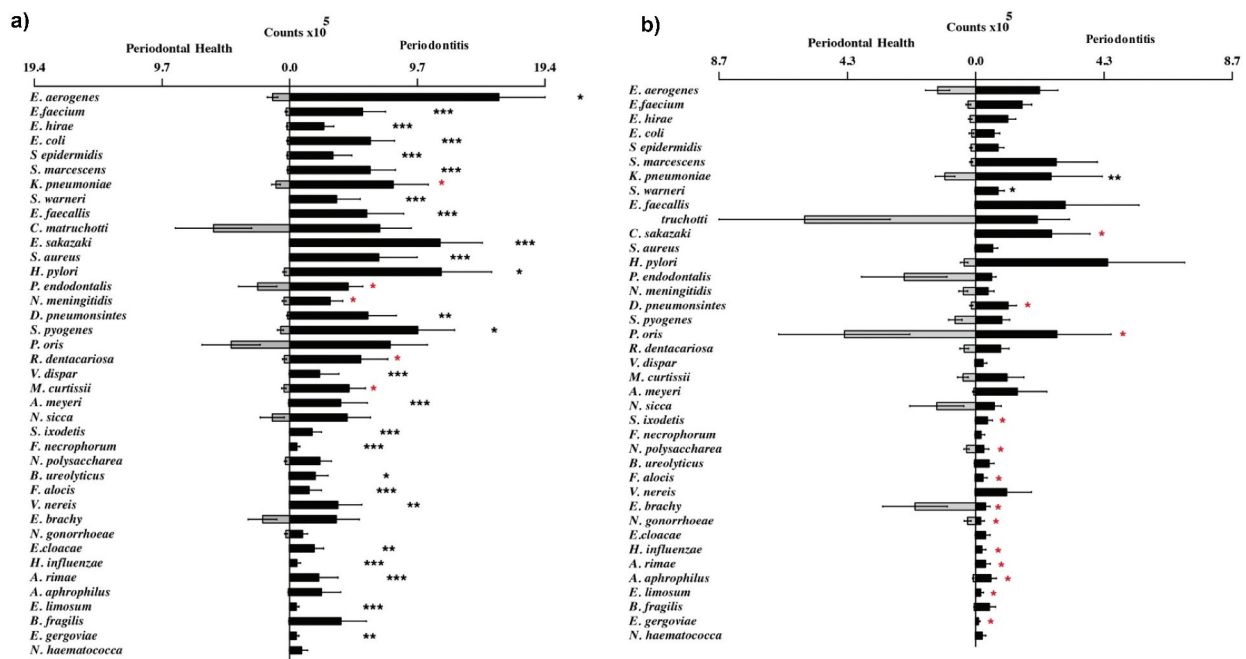 a)
Counts x10 5
Periodontal Health Periodontitis
19.4 9.7 0.0 9.7 19.4
E. aerogenes *
E.faecium ***
E. hirae ***
E. coli ***
S epidermidis ***
S. marcescens ***
K. pneumoniae *
S. warneri ***
E. faecallis ***
C. matruchotti
E. sakazaki ***
S. aureus ***
H. pylori *
P. endodontalis *
N. meningitidis *
D. pneumonsintes **
S. pyogenes *
P. oris
R. dentacariosa *
V. dispar ***
M. curtissii *
A. meyeri ***
N. sicca
S. ixodetis ***
F. necrophorum ***
N. polysaccharea
B. ureolyticus *
F. alocis ***
V. nereis **
E. brachy
N. gonorrhoeae
E.cloacae **
H. influenzae ***
A. rimae ***
A. aphrophilus
E. limosum ***
B. fragilis
E. gergoviae **
N. haematococca
b)
Counts x10 5
Periodontal Health Periodontitis
8.7 4.3 0.0 4.3 8.7
E. aerogenes
E.faecium
E. hirae
E. coli
S epidermidis
S. marcescens
K. pneumoniae **
S. warneri *
E. faecallis
truchotti
C. sakazaki *
S. aureus
H. pylori
P. endodontalis
N. meningitidis
D. pneumonsintes *
S. pyogenes
P. oris *
R. dentacariosa
V. dispar
M. curtissii
A. meyeri
N. sicca
S. ixodetis *
F. necrophorum
N. polysaccharea *
B. ureolyticus
F. alocis *
V. nereis
E. brachy *
N. gonorrhoeae *
E.cloacae
H. influenzae *
A. rimae *
A. aphrophilus *
E. limosum *
B. fragilis
E. gergoviae *
N. haematococca